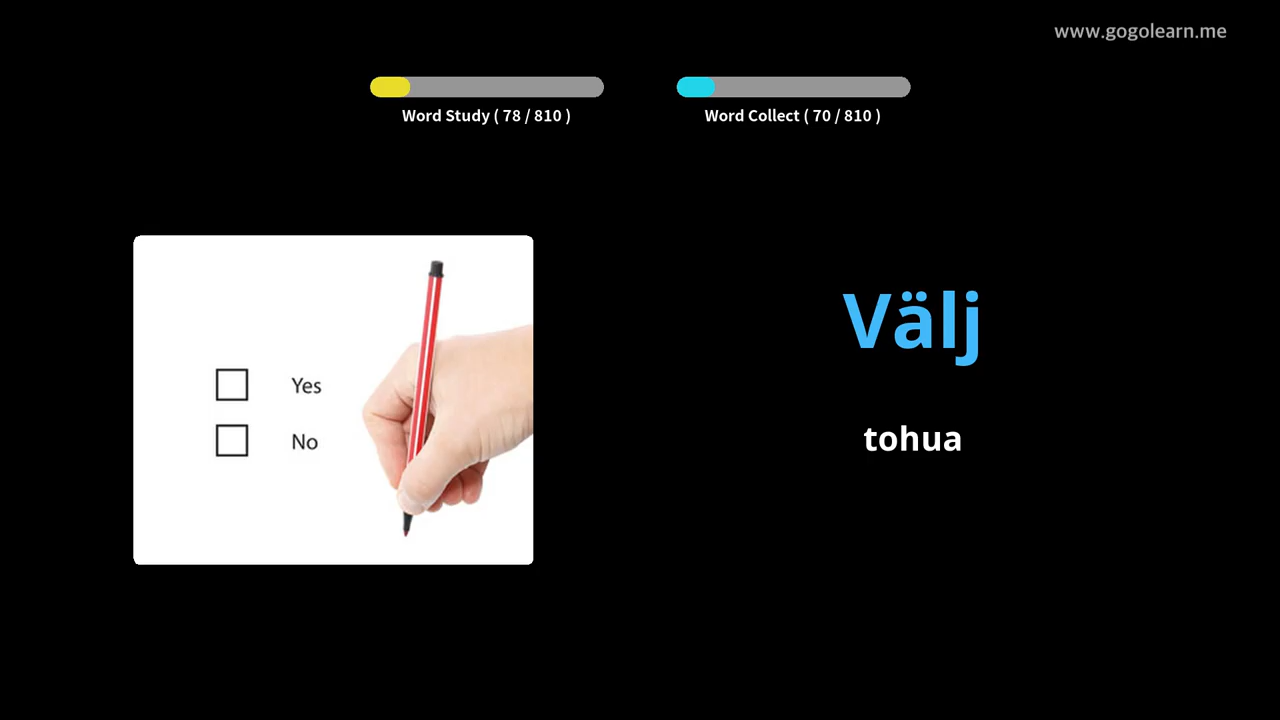 www.gogolearn.me
Word Study ( 78 / 810 )
Word Collect ( 70 / 810 )
Yes
No
Välj
tohua